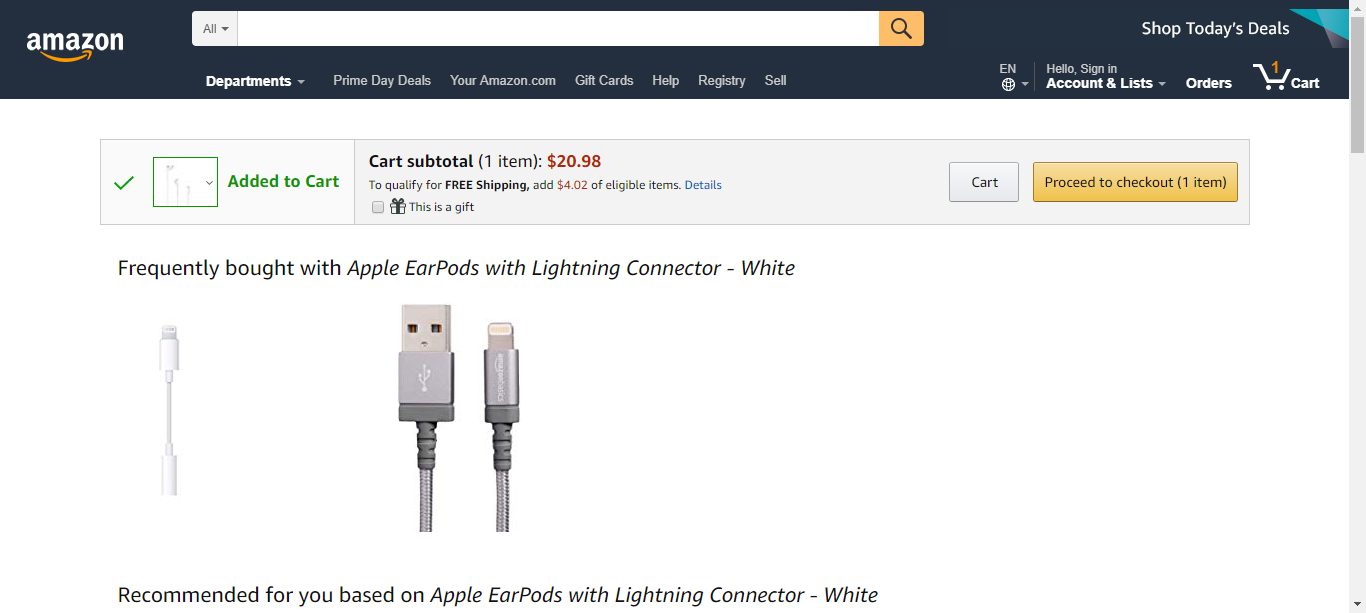 amazon
All
Shop Today's Deals
Departments
Prime Day Deals
Your Amazon.com
Gift Cards
Help
Registry
Sell
EN
Hello, Sign in
Account & Lists
Orders
1
Cart
Added to Cart
Cart subtotal (1 item): $20.98
To qualify for FREE Shipping, add $4.02 of eligible items. Details
This is a gift
Cart
Proceed to checkout (1 item)
Frequently bought with Apple EarPods with Lightning Connector - White
amazonbasics
Recommended for you based on Apple EarPods with Lightning Connector - White